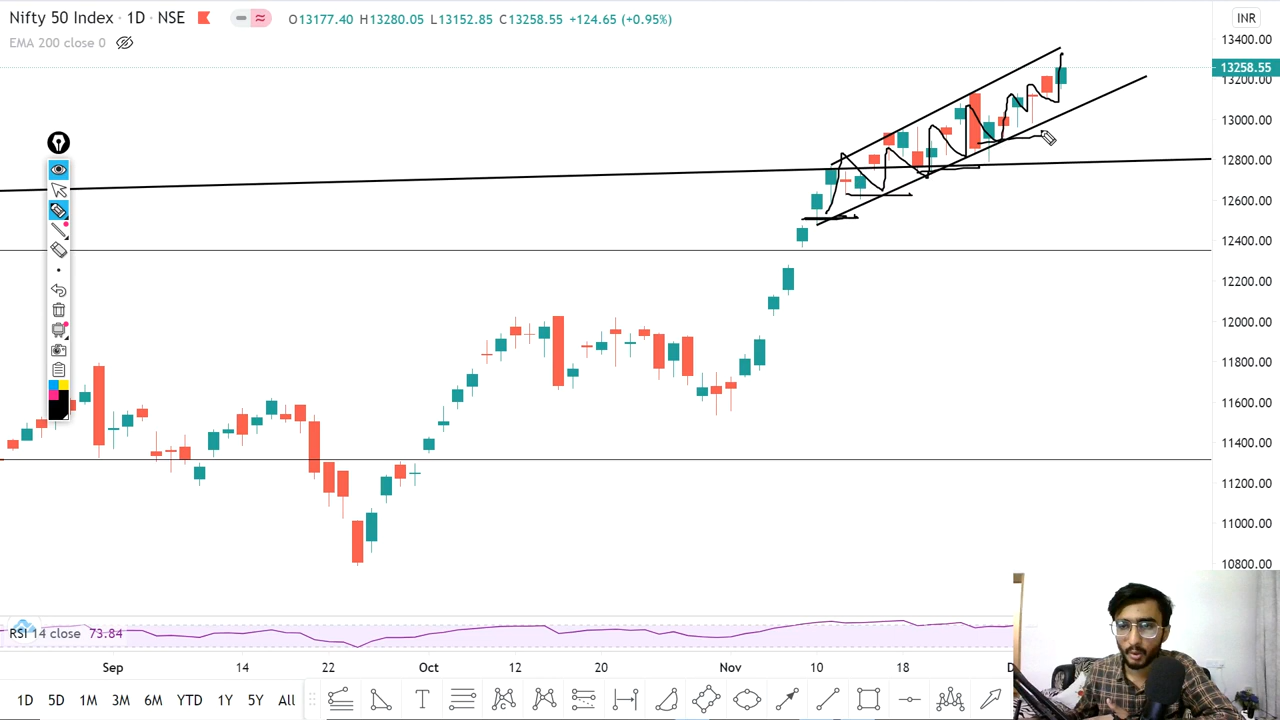 Nifty 50 Index · 1D · NSE
O13177.40 H13280.05 L13152.85 C13258.55 +124.65 (+0.95%)
INR
EMA 200 close 0
13400.00
13258.55
13200.00
13000.00
12800.00
12600.00
12400.00
12200.00
12000.00
11800.00
11600.00
11400.00
11200.00
11000.00
10800.00
RSI 14 close 73.84
Sep 14 22 Oct 12 20 Nov 10 18 D
1D 5D 1M 3M 6M YTD 1Y 5Y All